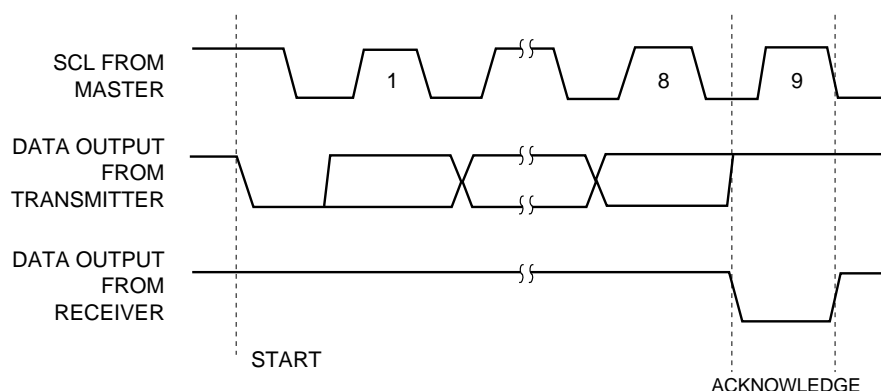 SCL FROM
MASTER
1
8
9
DATA OUTPUT
FROM
TRANSMITTER
DATA OUTPUT
FROM
RECEIVER
START
ACKNOWLEDGE